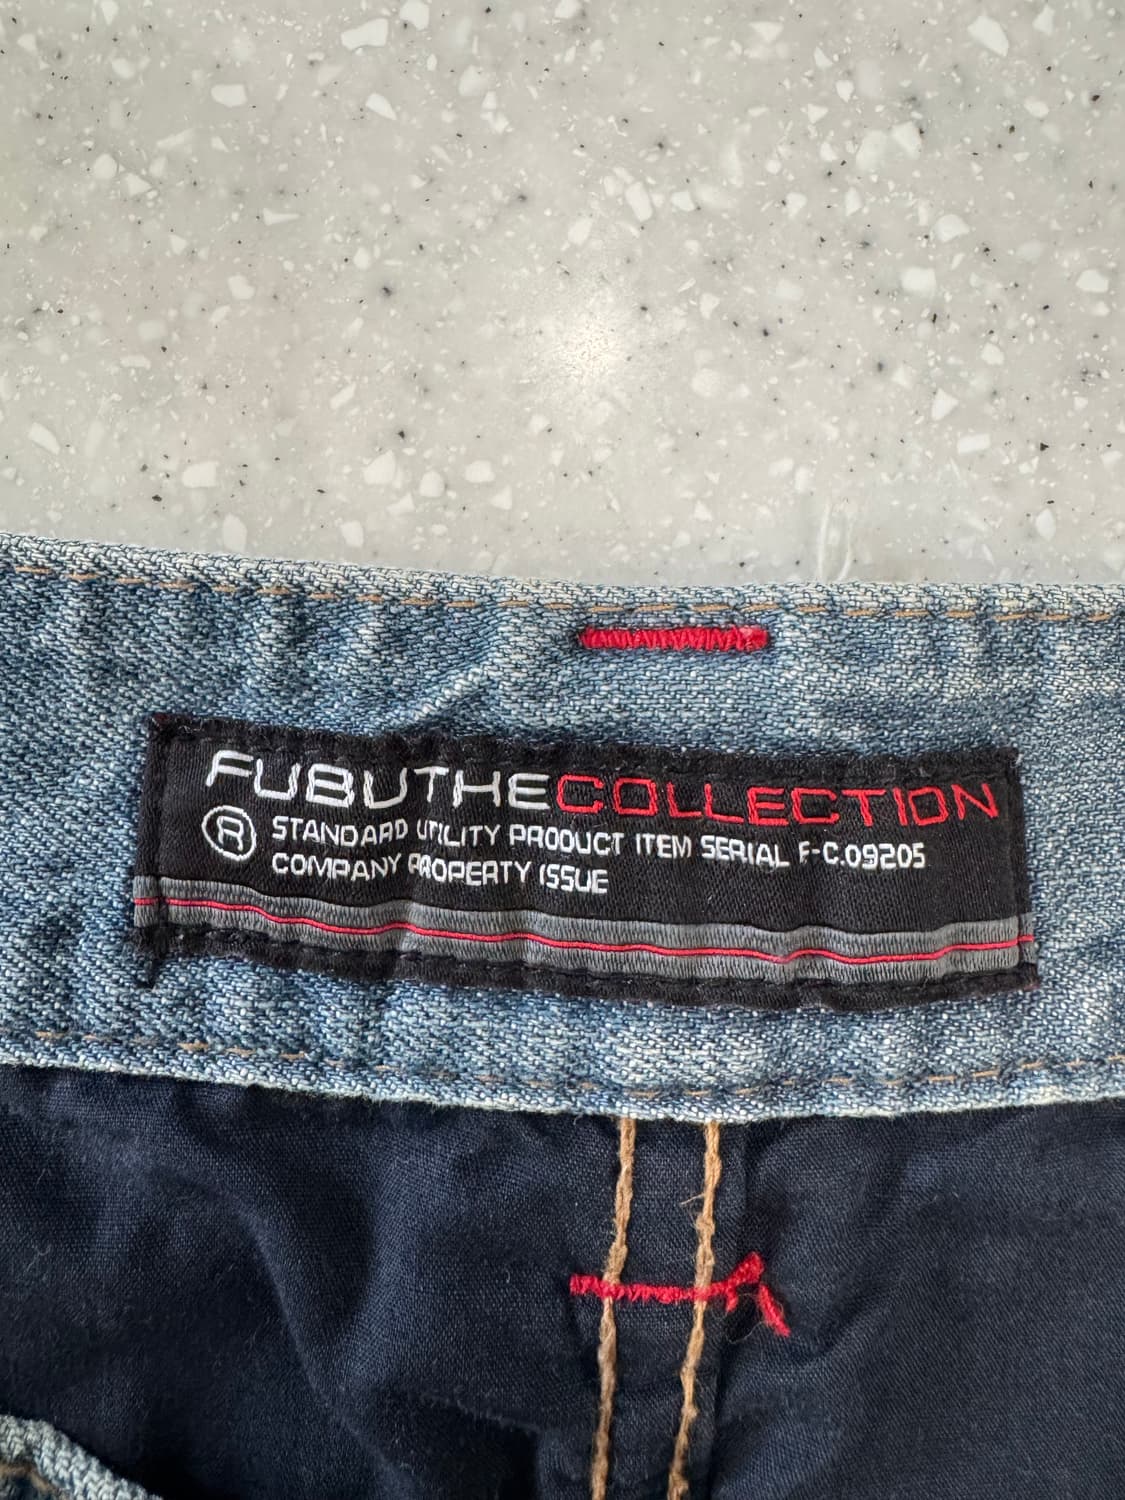 FUBUTHECOLLECTION
® STANDARD UTILITY PRODUCT ITEM SERIAL F-C.09205
COMPANY PROPERTY ISSUE